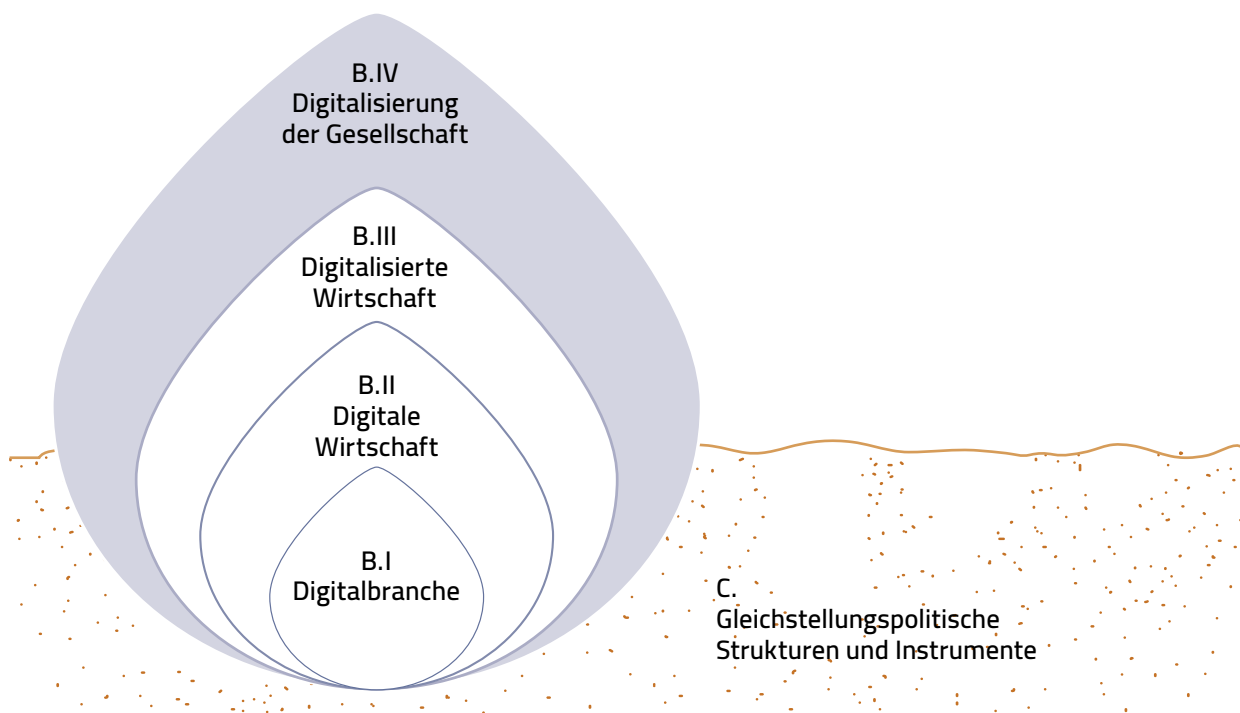 B.IV
Digitalisierung
der Gesellschaft
B.III
Digitalisierte
Wirtschaft
B.II
Digitale
Wirtschaft
B.I
Digitalbranche
C.
Gleichstellungspolitische
Strukturen und Instrumente